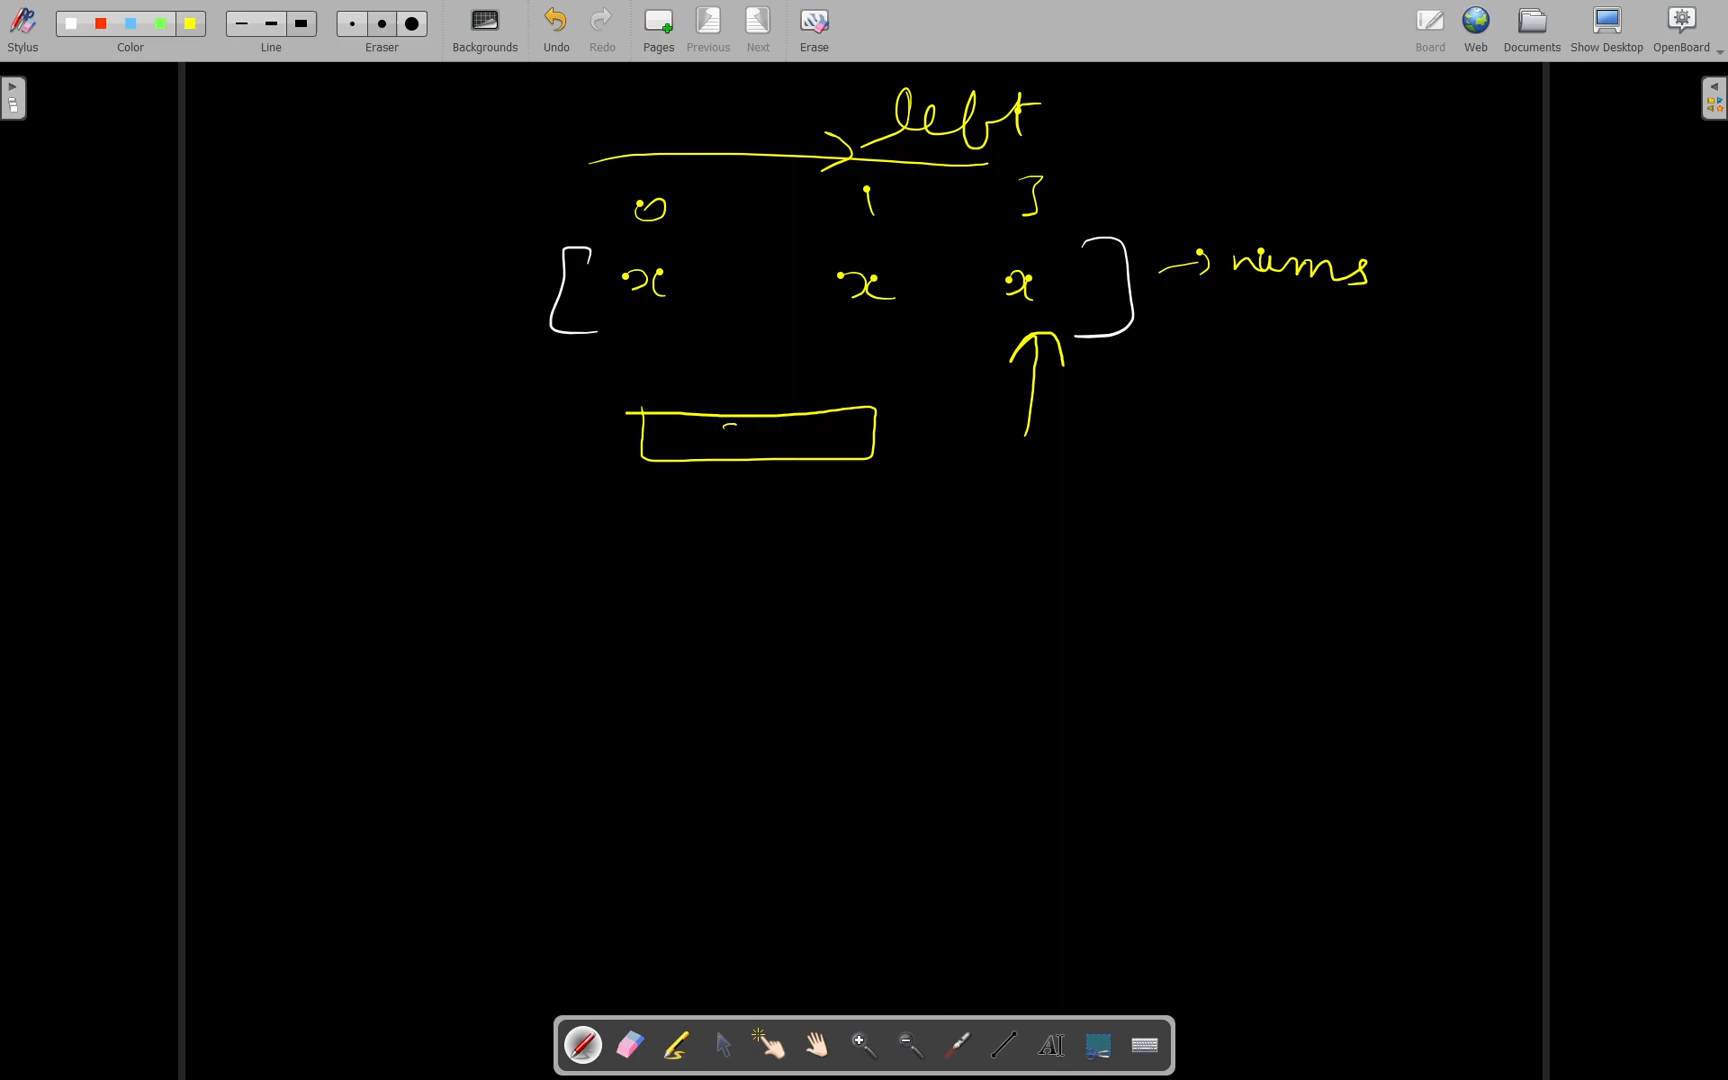 Stylus Color Line Eraser Backgrounds Undo Redo Pages Previous Next Erase Board Web Documents Show Desktop OpenBoard
left
0 1 3
[ x x x ] → nums
AI